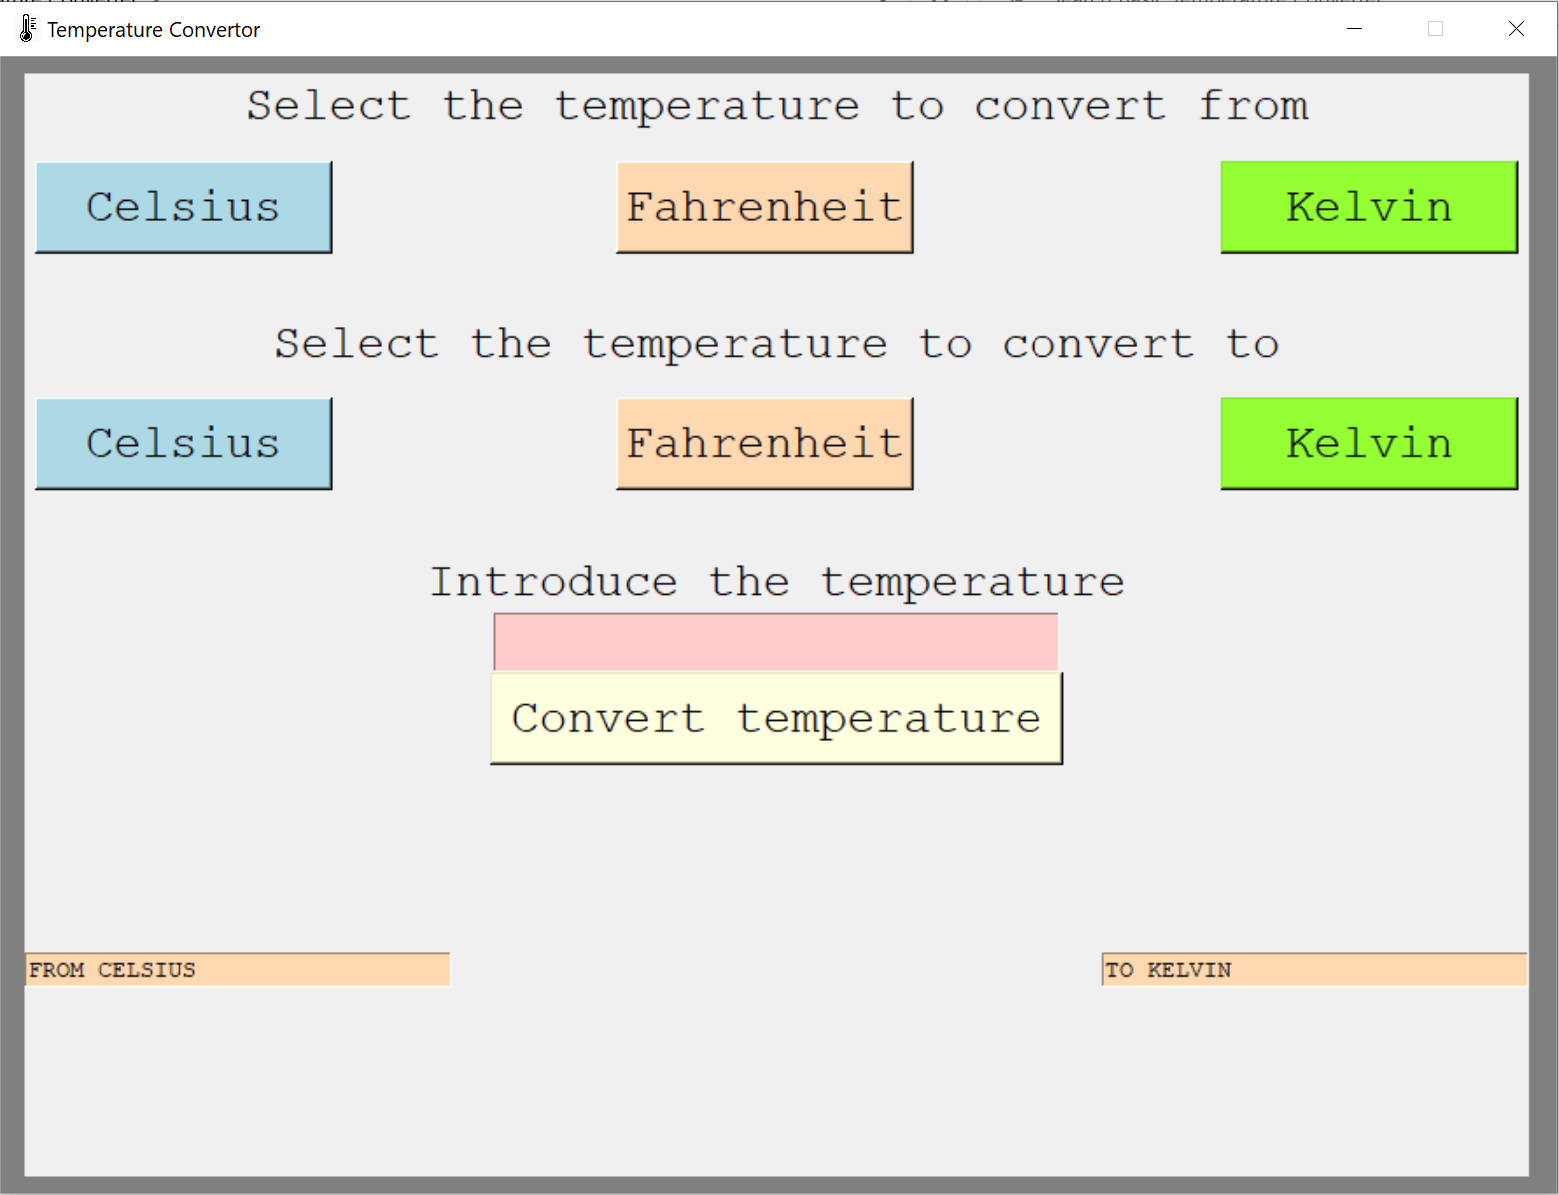 Temperature Convertor
Select the temperature to convert from
Celsius Fahrenheit Kelvin
Select the temperature to convert to
Celsius Fahrenheit Kelvin
Introduce the temperature
Convert temperature
FROM CELSIUS TO KELVIN